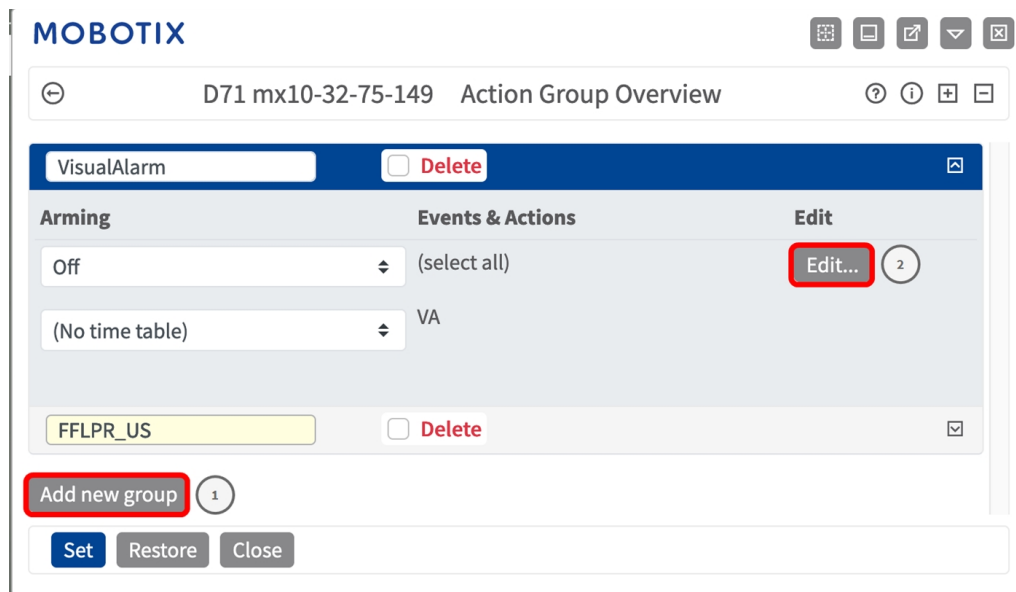 MOBOTIX
D71 mx10-32-75-149 Action Group Overview
VisualAlarm Delete
Arming Events & Actions Edit
Off (select all) Edit... 2
(No time table) VA
FFLPR_US Delete
Add new group 1
Set Restore Close